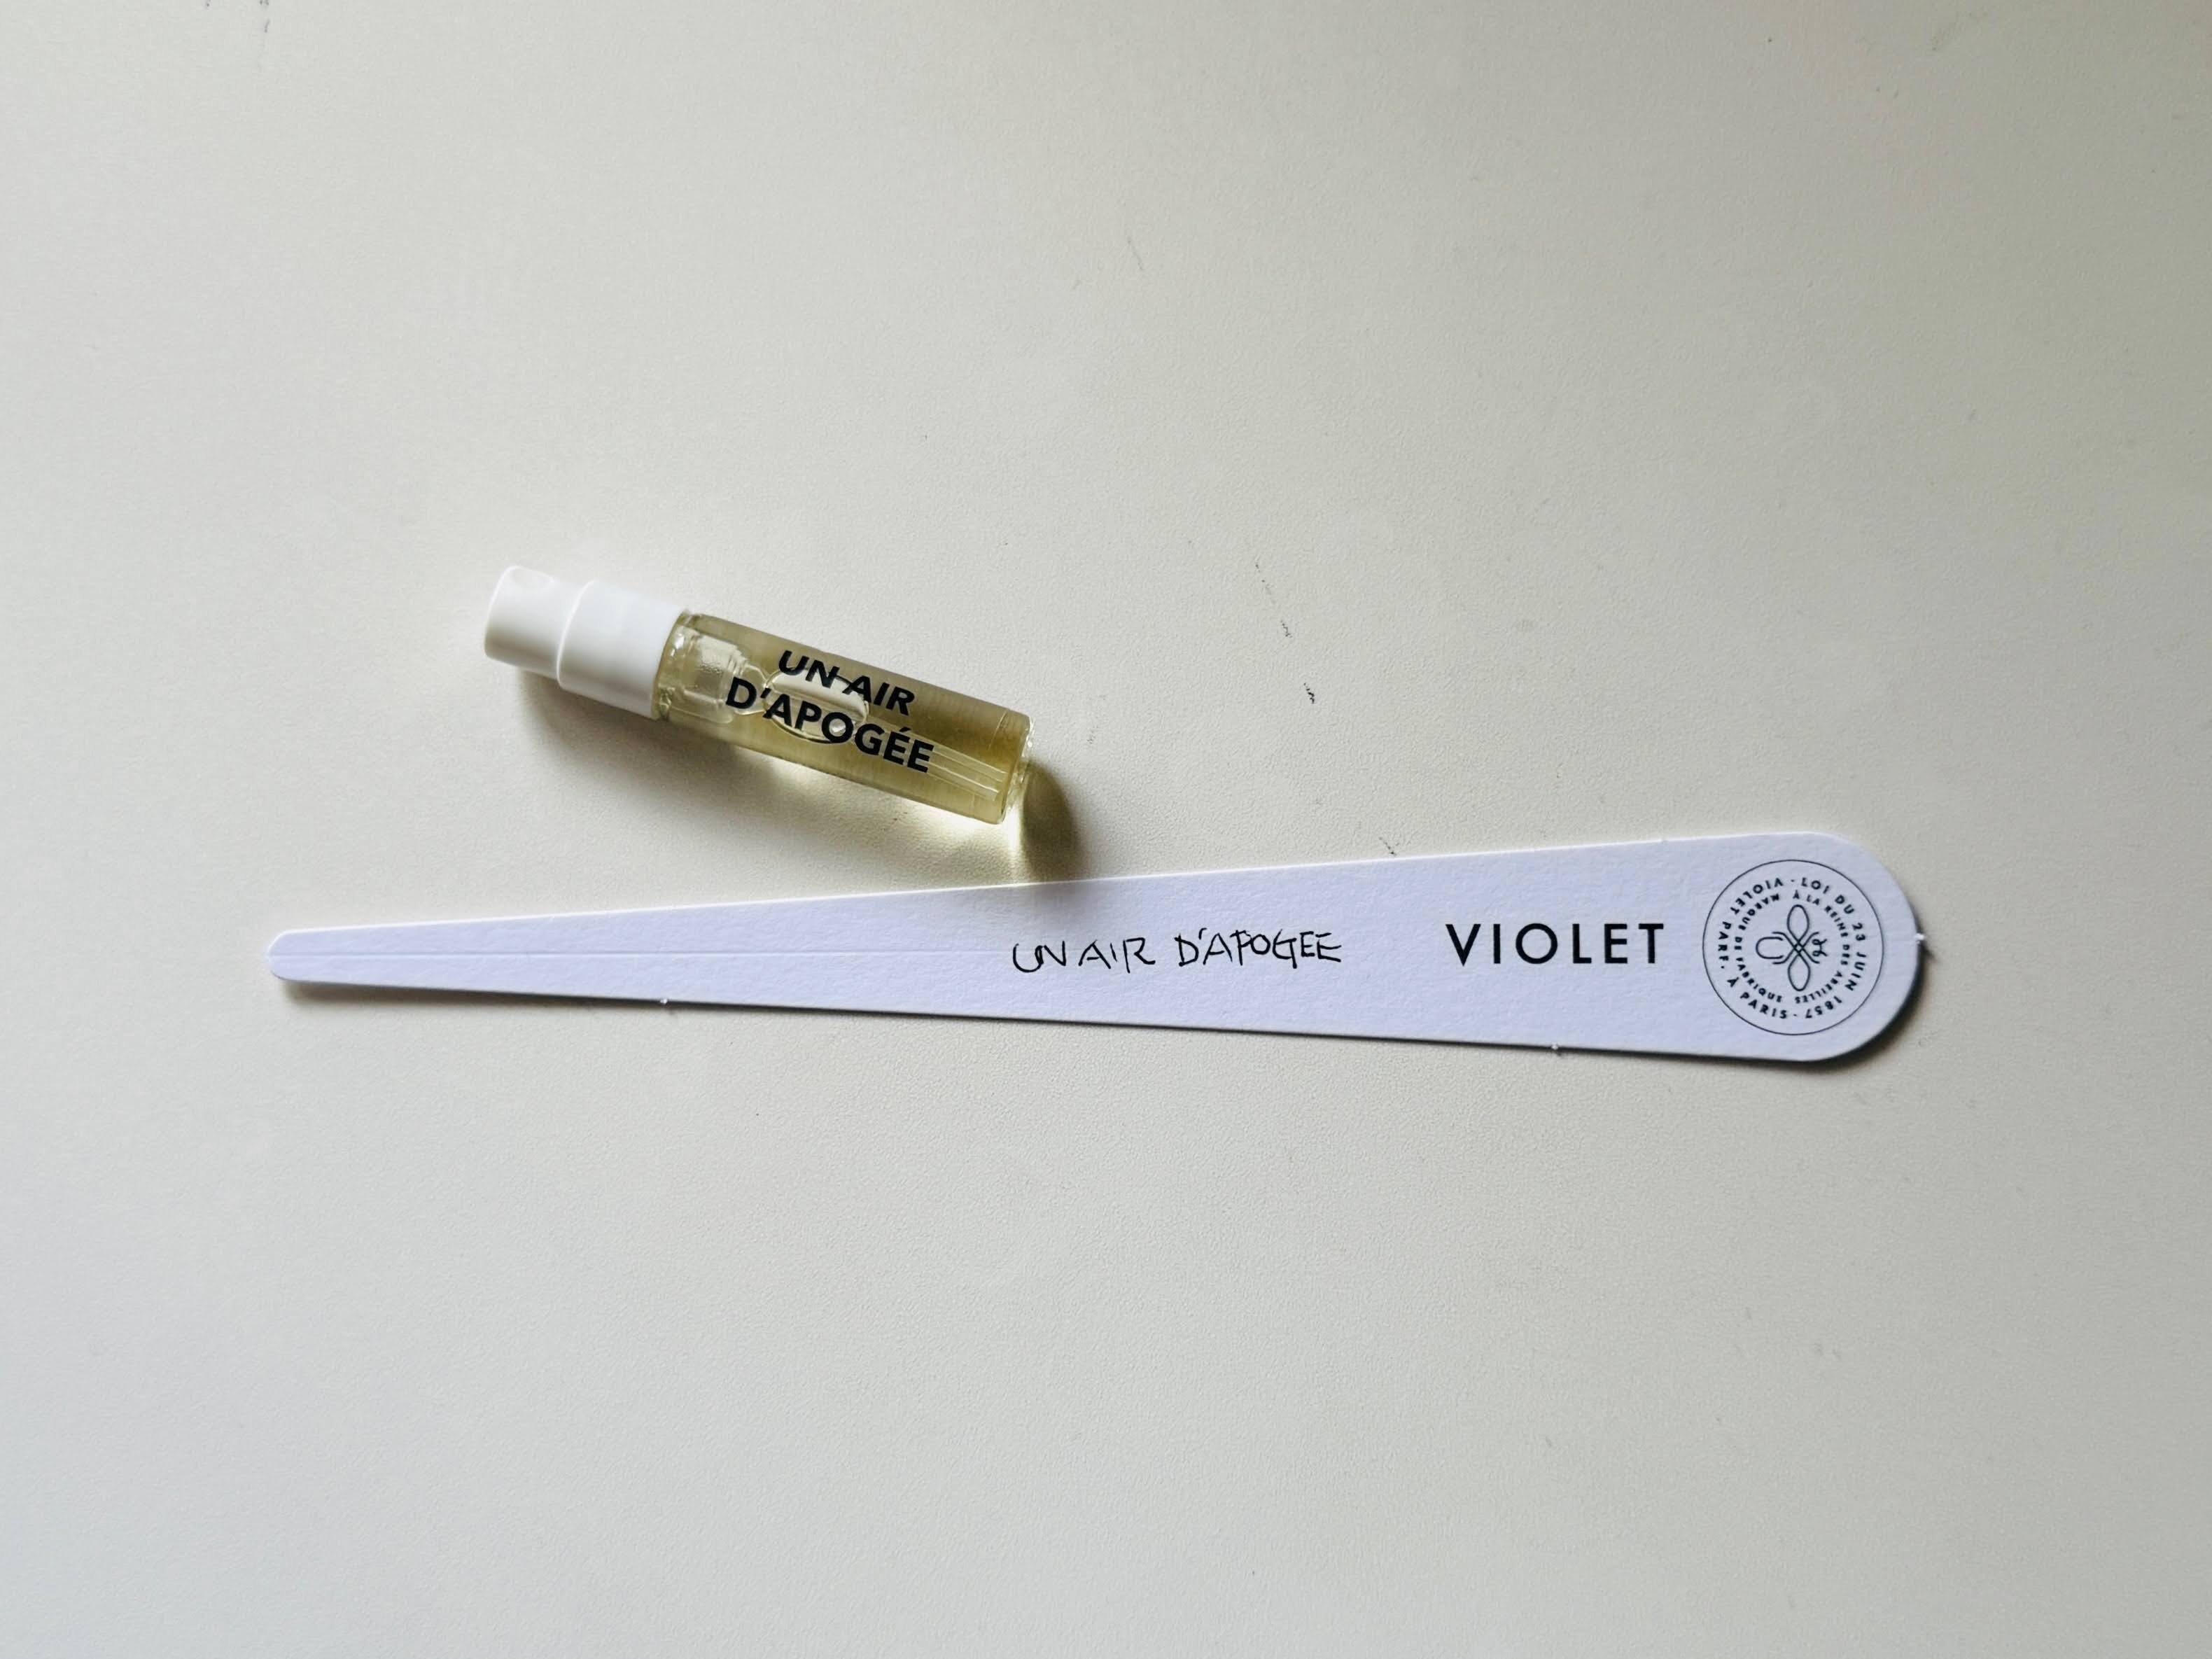 UN AIR
D'APOGÉE
UN AIR D'APOGEE
VIOLET
VIOLET PARF. À PARIS - LOI DU 23 JUIN 1857 -
MARQUE DE FABRIQUE
À LA REINE DES ABEILLES